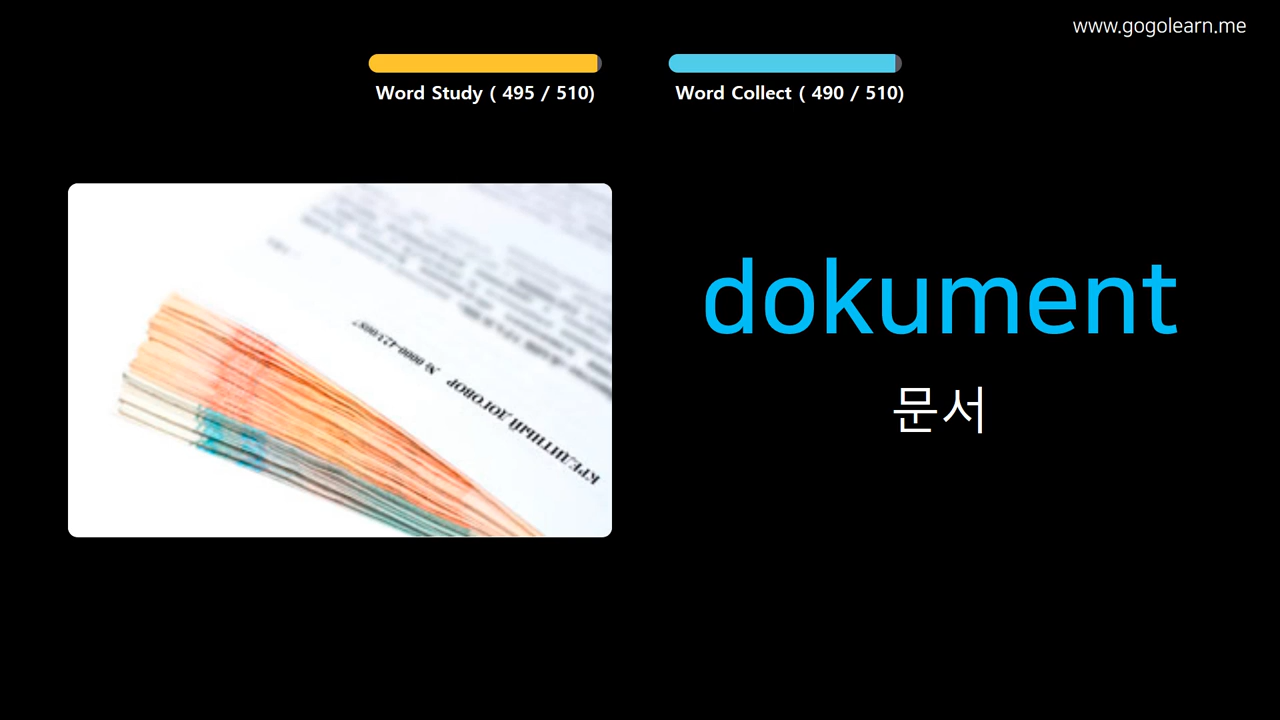 www.gogolearn.me
Word Study ( 495 / 510)
Word Collect ( 490 / 510)
КРЕДИТНЫЙ ДОГОВОР
dokument
문서